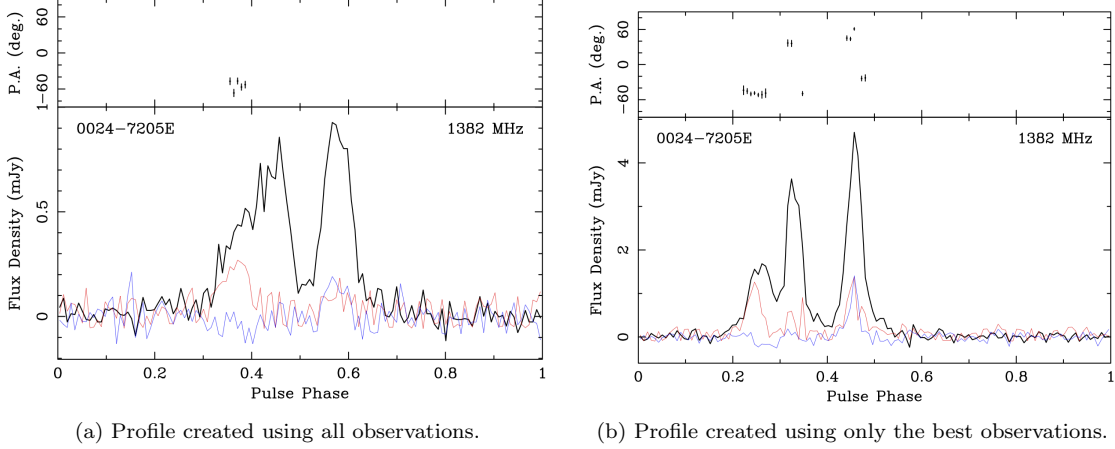 P.A. (deg.)
60
0
−60
1
0024−7205E
1382 MHz
Flux Density (mJy)
0.5
0
0
0.2
0.4
0.6
0.8
1
Pulse Phase
(a) Profile created using all observations.
P.A. (deg.)
60
0
−60
0024−7205E
1382 MHz
Flux Density (mJy)
4
2
0
0
0.2
0.4
0.6
0.8
1
Pulse Phase
(b) Profile created using only the best observations.